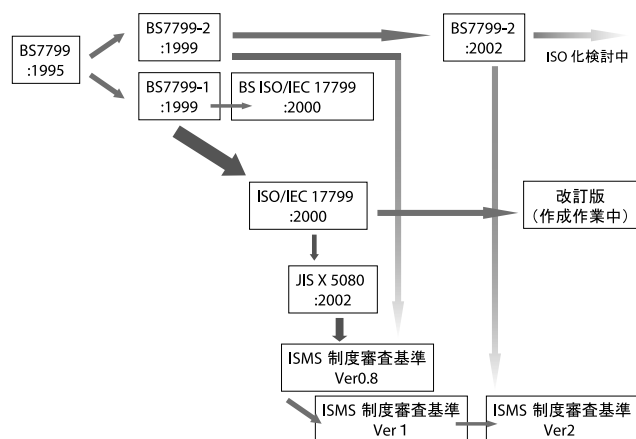 BS7799
:1995
BS7799-2
:1999
BS7799-2
:2002
ISO 化検討中
BS7799-1
:1999
BS ISO/IEC 17799
:2000
ISO/IEC 17799
:2000
改訂版
（作成作業中）
JIS X 5080
:2002
ISMS 制度審査基準
Ver0.8
ISMS 制度審査基準
Ver 1
ISMS 制度審査基準
Ver2